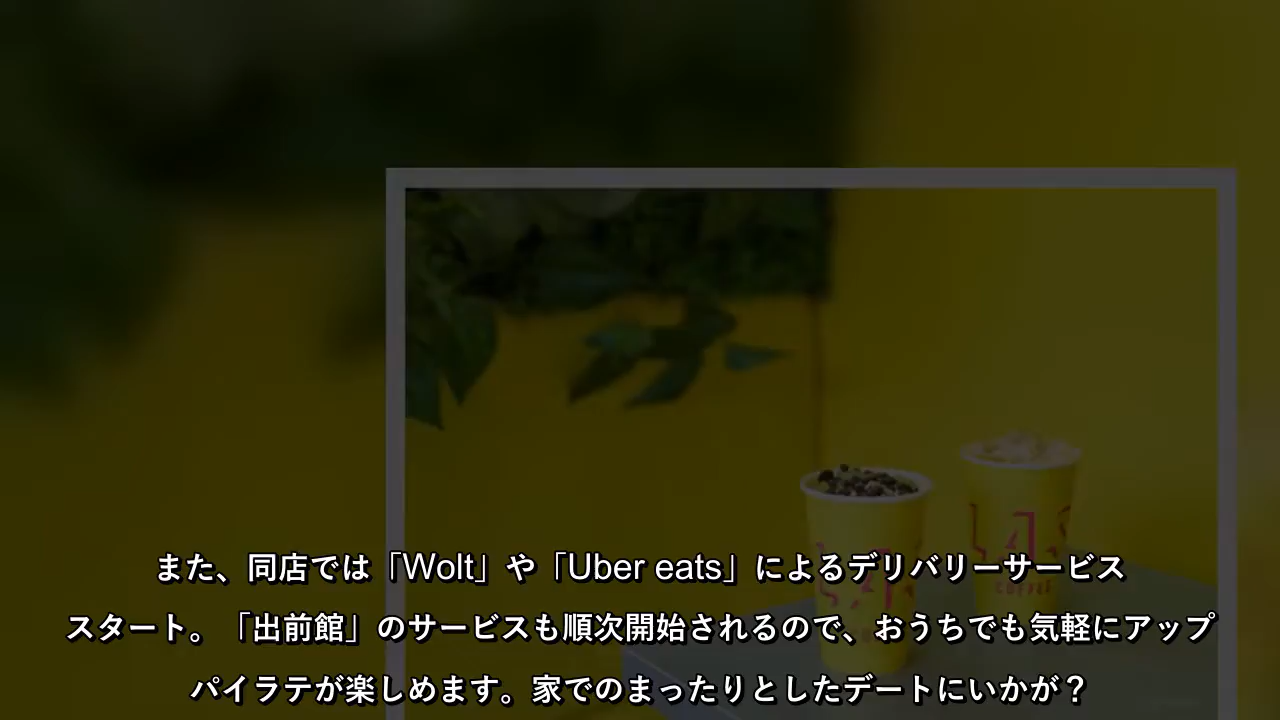 また、同店では「Wolt」や「Uber eats」によるデリバリーサービス
スタート。「出前館」のサービスも順次開始されるので、おうちでも気軽にアップ
パイラテが楽しめます。家でのまったりとしたデートにいかが？
COFFEE